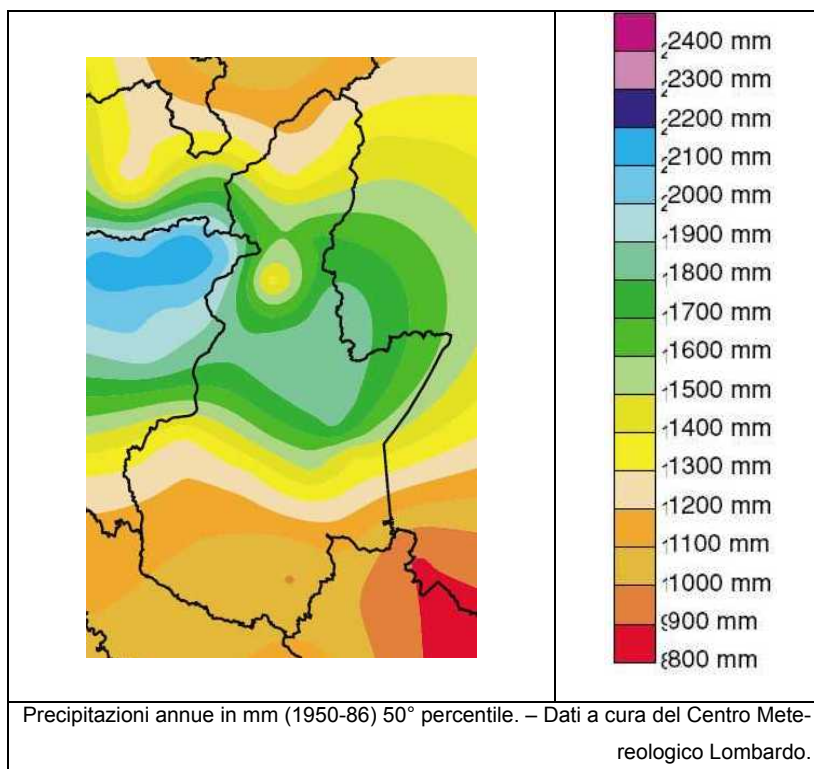 2400 mm
2300 mm
2200 mm
2100 mm
2000 mm
1900 mm
1800 mm
1700 mm
1600 mm
1500 mm
1400 mm
1300 mm
1200 mm
1100 mm
1000 mm
900 mm
800 mm
Precipitazioni annue in mm (1950-86) 50° percentile. – Dati a cura del Centro Mete-
reologico Lombardo.